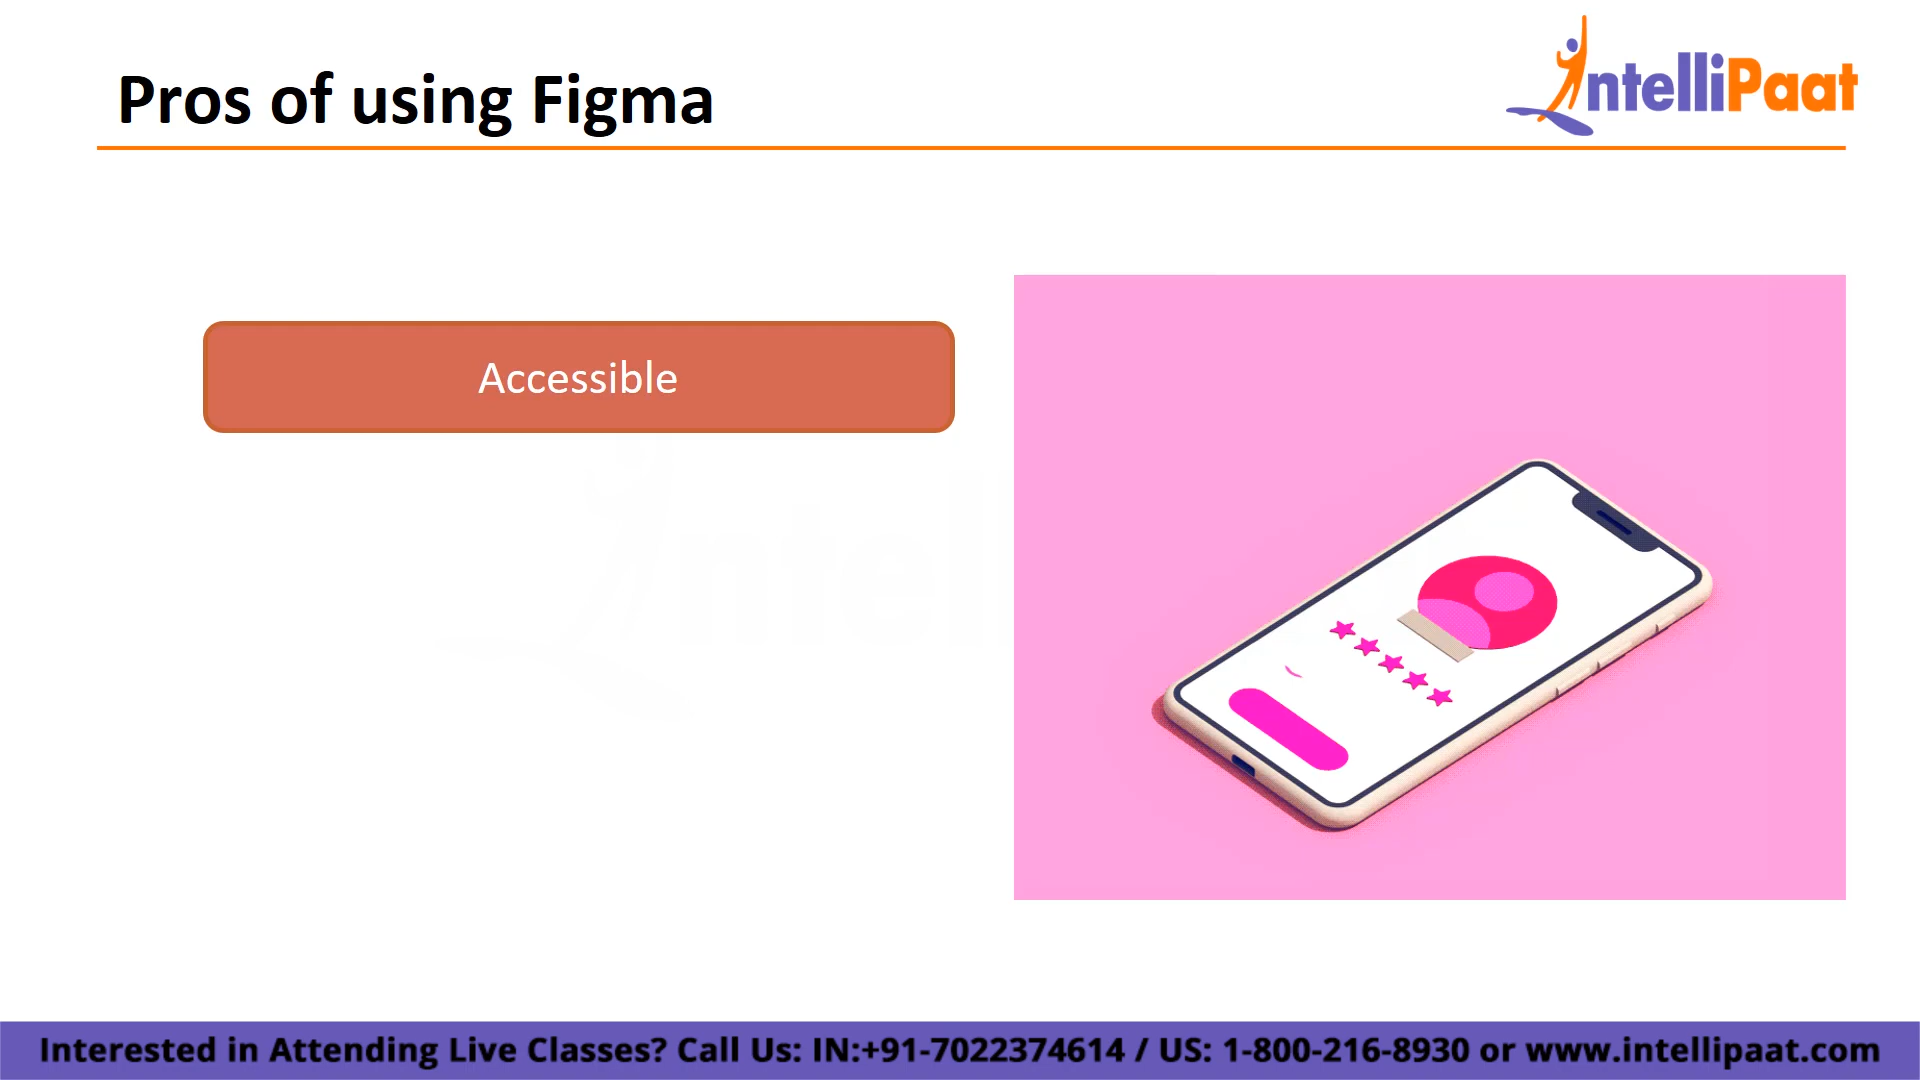 Pros of using Figma
IntelliPaat
Accessible
Interested in Attending Live Classes? Call Us: IN:+91-7022374614 / US: 1-800-216-8930 or www.intellipaat.com